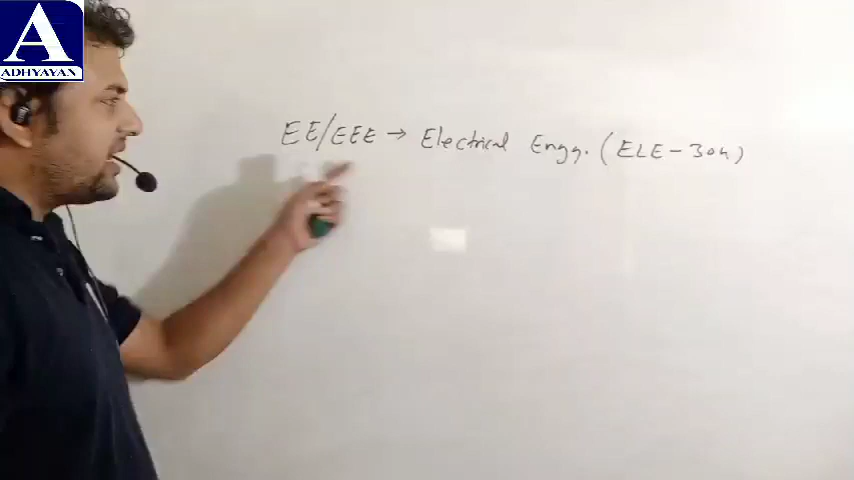 A
ADHYAYAN
EE/EEE → Electrical Engg. (ELE-304)